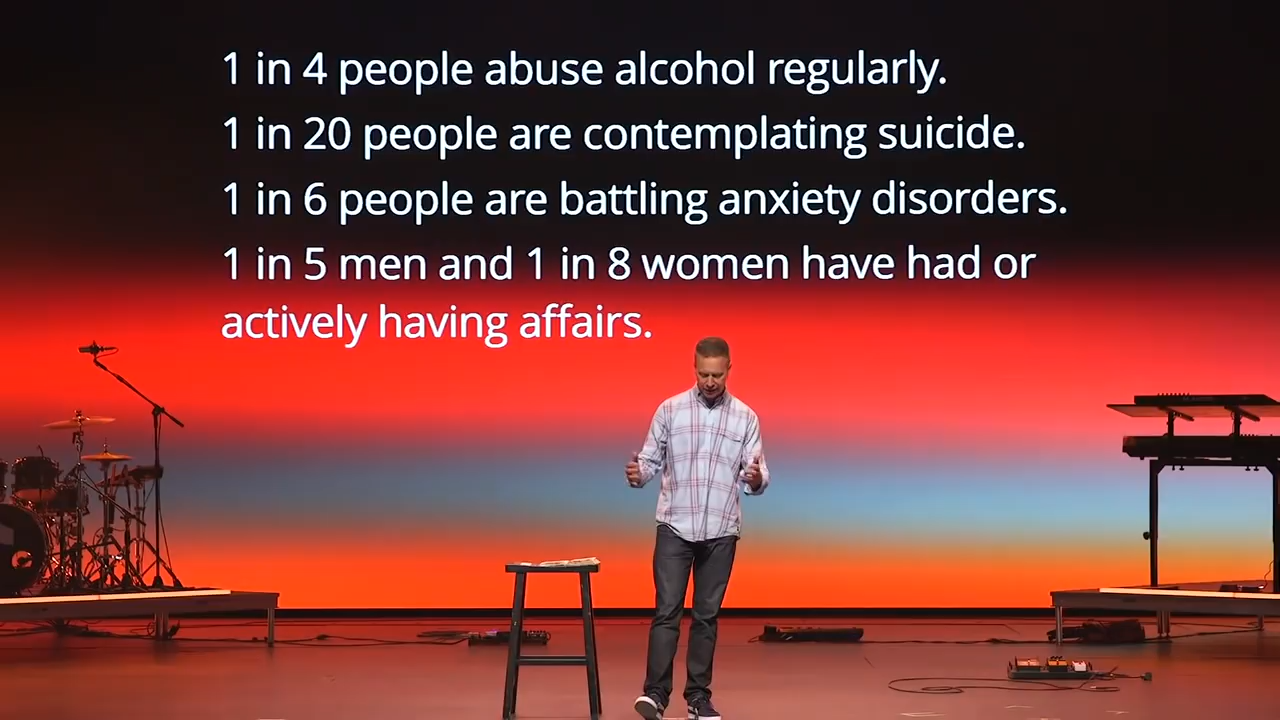 1 in 4 people abuse alcohol regularly.
1 in 20 people are contemplating suicide.
1 in 6 people are battling anxiety disorders.
1 in 5 men and 1 in 8 women have had or
actively having affairs.